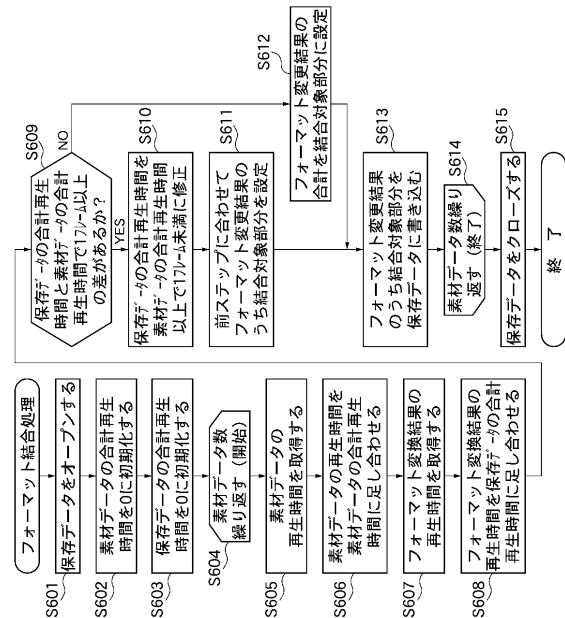 フォーマット結合処理
S601
保存データをオープンする
S602
素材データの合計再生
時間を0に初期化する
S603
保存データの合計再生
時間を0に初期化する
S604
素材データ数
繰り返す（開始）
S605
素材データの
再生時間を取得する
S606
素材データの再生時間を
素材データの合計再生
時間に足し合わせる
S607
フォーマット変換結果の
再生時間を取得する
S608
フォーマット変換結果の
再生時間を保存データの合計
再生時間に足し合わせる
S609
保存データの合計再生
時間と素材データの合計
再生時間で1フレーム以上
の差があるか?
NO
YES
S610
保存データの合計再生時間を
素材データの合計再生時間
以上で1フレーム未満に修正
S611
前ステップに合わせて
フォーマット変更結果の
うち結合対象部分を設定
S612
フォーマット変更結果の
合計を結合対象部分に設定
S613
フォーマット変更結果
のうち結合対象部分を
保存データに書き込む
S614
素材データ数繰り
返す（終了）
S615
保存データをクローズする
終了